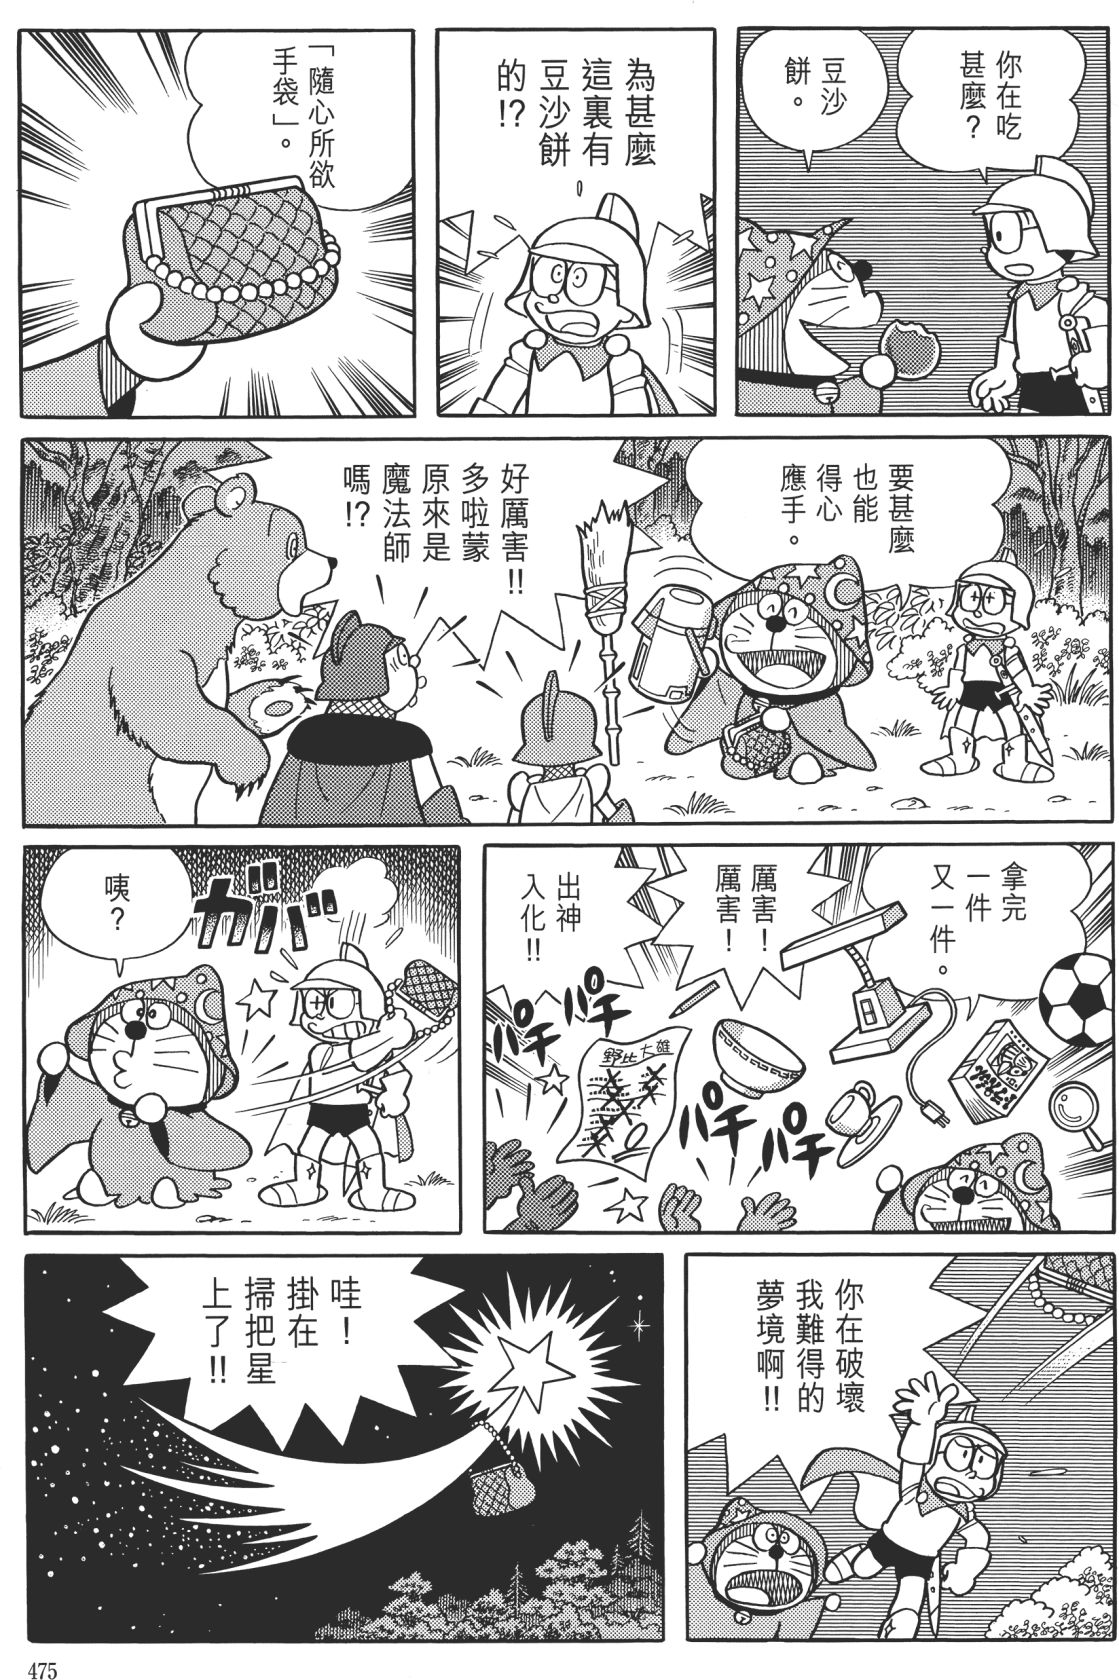 你在吃
甚麼？
豆沙
餅。
為甚麼
這裏有
豆沙餅
的!?
「隨心所欲
手袋」。
要甚麼
也能
得心
應手。
好厲害!!
多啦蒙
原來是
魔法師
嗎!?
拿完
一件
又一件。
厲害！
厲害！
出神
入化!!
パチ
パチ
パチ
パチ
野比大雄
ガバ
咦？
你在破壞
我難得的
夢境啊!!
哇！
掛在
掃把星
上了!!
475